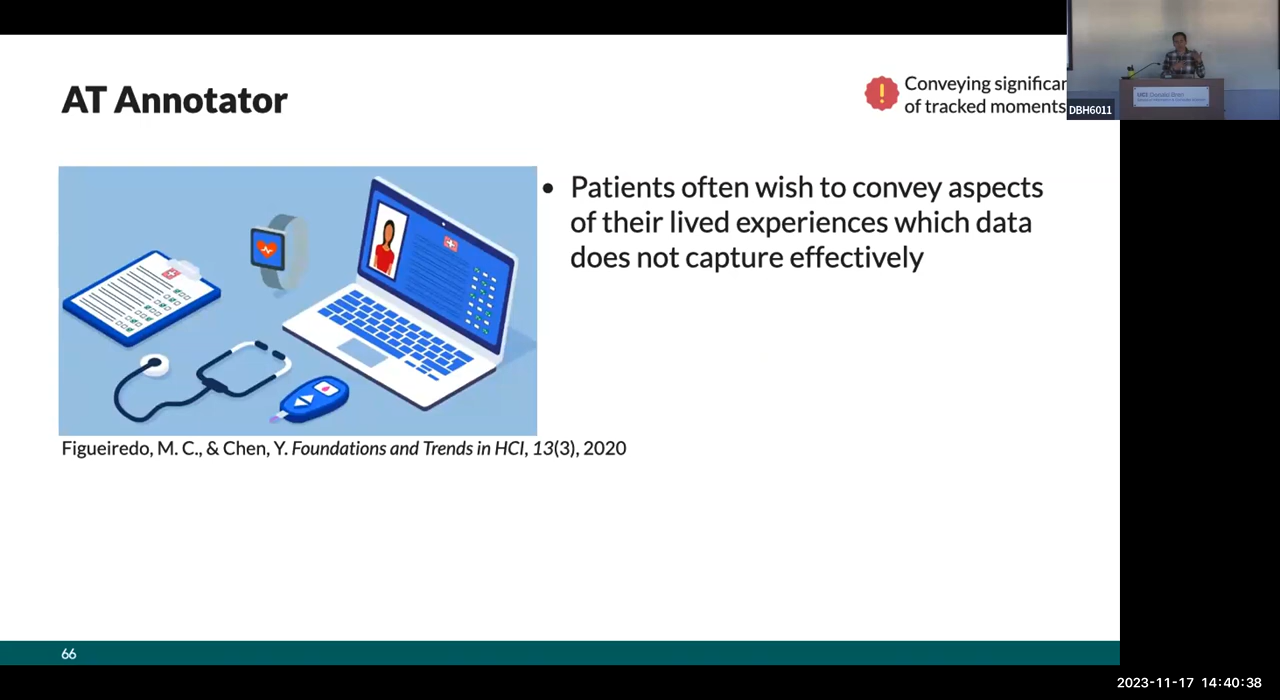 AT Annotator
Conveying significan
of tracked moments
DBH6011
• Patients often wish to convey aspects
of their lived experiences which data
does not capture effectively
Figueiredo, M. C., & Chen, Y. Foundations and Trends in HCI, 13(3), 2020
66
2023-11-17 14:40:38